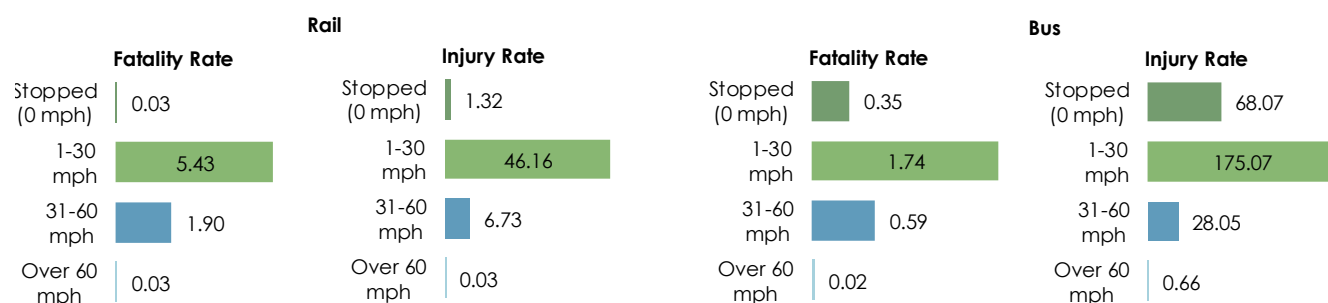 Rail
Fatality Rate
Stopped
(0 mph)
0.03
1-30
mph
5.43
31-60
mph
1.90
Over 60
mph
0.03
Injury Rate
Stopped
(0 mph)
1.32
1-30
mph
46.16
31-60
mph
6.73
Over 60
mph
0.03
Bus
Fatality Rate
Stopped
(0 mph)
0.35
1-30
mph
1.74
31-60
mph
0.59
Over 60
mph
0.02
Injury Rate
Stopped
(0 mph)
68.07
1-30
mph
175.07
31-60
mph
28.05
Over 60
mph
0.66